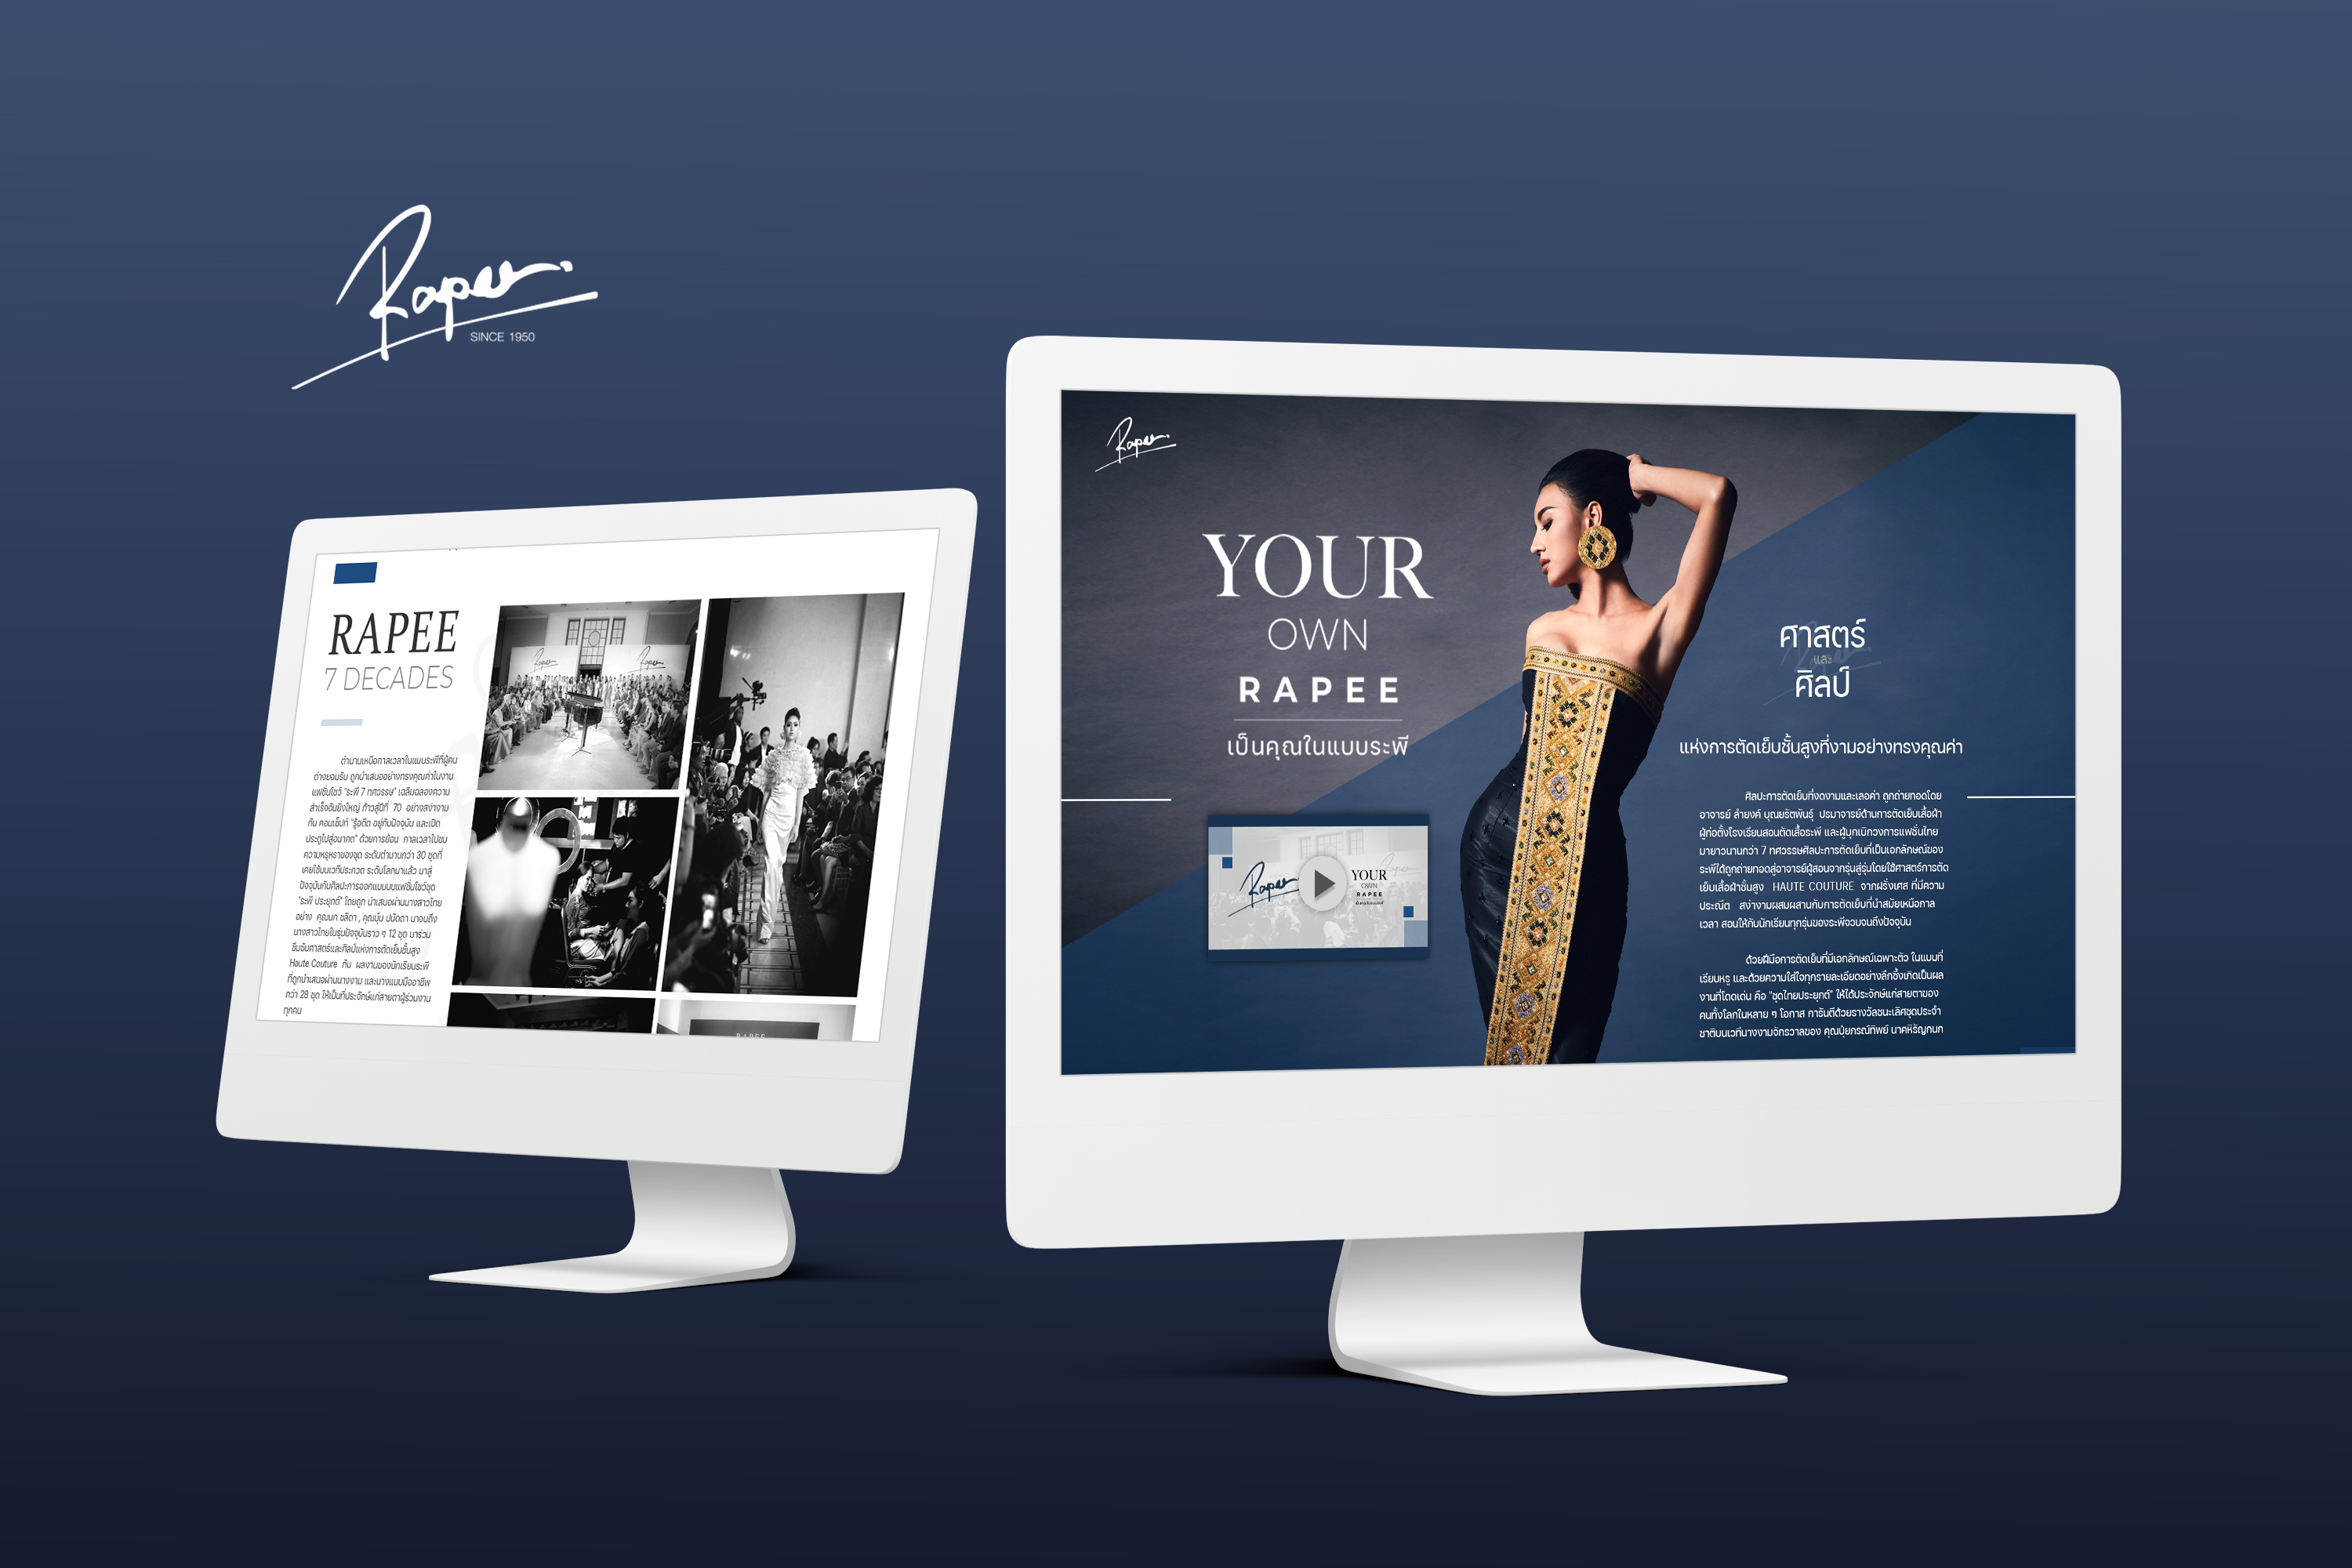 Rapee.
SINCE 1950
RAPEE
7 DECADES
ตำนานเหนือกาลเวลาในแบบระพีที่ผู้คน
ต่างยอมรับ ถูกนำเสนออย่างทรงคุณค่าในงาน
แฟชั่นโชว์ "ระพี 7 ทศวรรษ" เฉลิมฉลองความ
สำเร็จอันยิ่งใหญ่ ก้าวสู่ปีที่ 70 อย่างสง่างาม
กับ คอนเซ็ปท์ "รู้อดีต อยู่กับปัจจุบัน และเปิด
ประตูไปสู่อนาคต" ด้วยการย้อน กาลเวลาไปชม
ความหรูหราของชุด ระดับตำนานกว่า 30 ชุดที่
เคยใช้บนเวทีประกวด ระดับโลกมาแล้ว มาสู่
ปัจจุบันกับศิลปะการออกแบบบนแฟชั่นโชว์ชุด
"ระพี ประยุกต์" โดยถูก นำเสนอผ่านนางสาวไทย
อย่าง คุณนก ชลิดา , คุณบุ๋ม ปนัดดา มาจนถึง
นางสาวไทยในรุ่นปัจจุบันราว ๆ 12 ชุด มาร่วม
ซึมซับศาสตร์และศิลป์แห่งการตัดเย็บชั้นสูง
Haute Couture กับ ผลงานของนักเรียนระพี
ที่ถูกนำเสนอผ่านนางงาม และนางแบบมืออาชีพ
กว่า 28 ชุด ให้เป็นที่ประจักษ์แก่สายตาผู้ร่วมงาน
ทุกคน
Rapee.
Rapee.
RAPEE
Rapee.
YOUR
OWN
RAPEE
เป็นคุณในแบบระพี
Rapee.
YOUR
OWN
RAPEE
ศาสตร์
และ
ศิลป์
แห่งการตัดเย็บชั้นสูงที่งามอย่างทรงคุณค่า
ศิลปะการตัดเย็บที่งดงามและเลอค่า ถูกถ่ายทอดโดย
อาจารย์ ลำยงค์ บุณยรัตพันธุ์ ปรมาจารย์ด้านการตัดเย็บเสื้อผ้า
ผู้ก่อตั้งโรงเรียนสอนตัดเสื้อระพี และผู้บุกเบิกวงการแฟชั่นไทย
มายาวนานกว่า 7 ทศวรรษศิลปะการตัดเย็บที่เป็นเอกลักษณ์ของ
ระพีได้ถูกถ่ายทอดสู่อาจารย์ผู้สอนจากรุ่นสู่รุ่นโดยใช้ศาสตร์การตัด
เย็บเสื้อผ้าชั้นสูง HAUTE COUTURE จากฝรั่งเศส ที่มีความ
ประณีต สง่างามผสมผสานกับการตัดเย็บที่นำสมัยเหนือกาล
เวลา สอนให้กับนักเรียนทุกรุ่นของระพีจวบจนถึงปัจจุบัน
ด้วยฝีมือการตัดเย็บที่มีเอกลักษณ์เฉพาะตัว ในแบบที่
เรียบหรู และด้วยความใส่ใจทุกรายละเอียดอย่างลึกซึ้งเกิดเป็นผล
งานที่โดดเด่น คือ "ชุดไทยประยุกต์" ให้ได้ประจักษ์แก่สายตาของ
คนทั้งโลกในหลาย ๆ โอกาส การันตีด้วยรางวัลชนะเลิศชุดประจำ
ชาติบนเวทีนางงามจักรวาลของ คุณปุ๋ยภรณ์ทิพย์ นาคหิรัญกนก